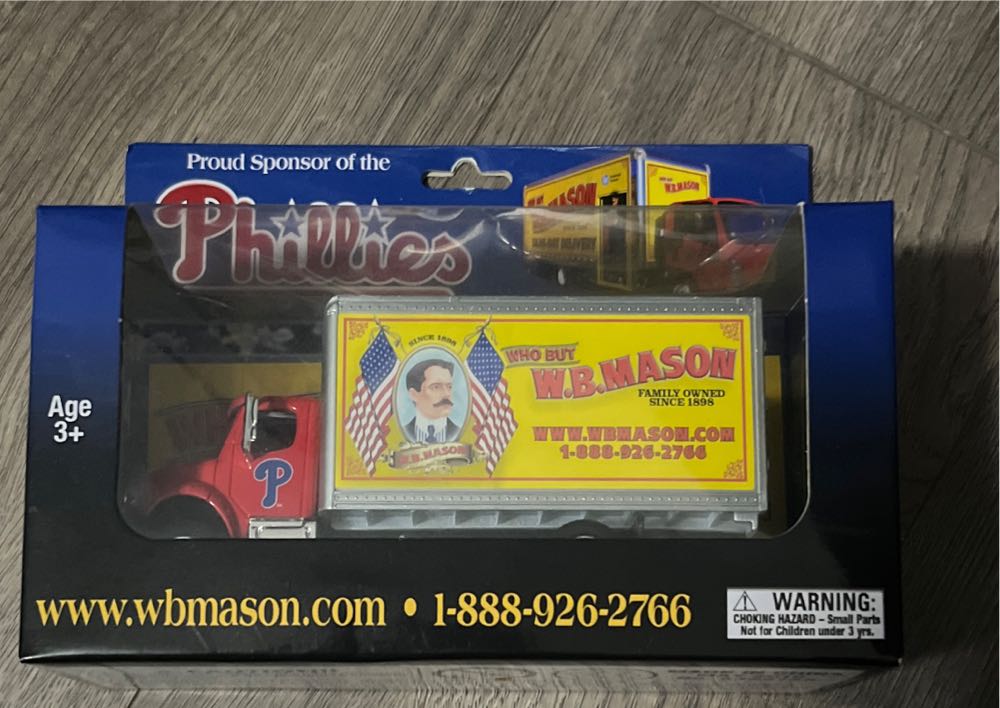 Proud Sponsor of the
Phillies
W.B.MASON
Age
3+
SINCE 1898
W.B.MASON
WHO BUT
W.B.MASON
FAMILY OWNED
SINCE 1898
WWW.WBMASON.COM
1-888-926-2766
P
www.wbmason.com • 1-888-926-2766
WARNING:
CHOKING HAZARD – Small Parts
Not for Children under 3 yrs.